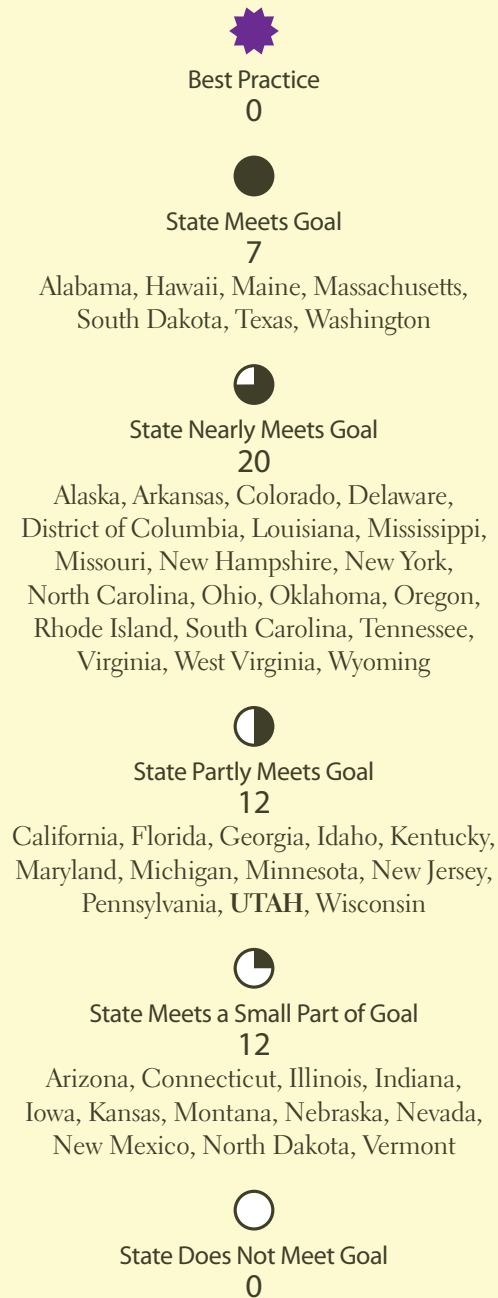 Best Practice
0
State Meets Goal
7
Alabama, Hawaii, Maine, Massachusetts,
South Dakota, Texas, Washington
State Nearly Meets Goal
20
Alaska, Arkansas, Colorado, Delaware,
District of Columbia, Louisiana, Mississippi,
Missouri, New Hampshire, New York,
North Carolina, Ohio, Oklahoma, Oregon,
Rhode Island, South Carolina, Tennessee,
Virginia, West Virginia, Wyoming
State Partly Meets Goal
12
California, Florida, Georgia, Idaho, Kentucky,
Maryland, Michigan, Minnesota, New Jersey,
Pennsylvania, UTAH, Wisconsin
State Meets a Small Part of Goal
12
Arizona, Connecticut, Illinois, Indiana,
Iowa, Kansas, Montana, Nebraska, Nevada,
New Mexico, North Dakota, Vermont
State Does Not Meet Goal
0